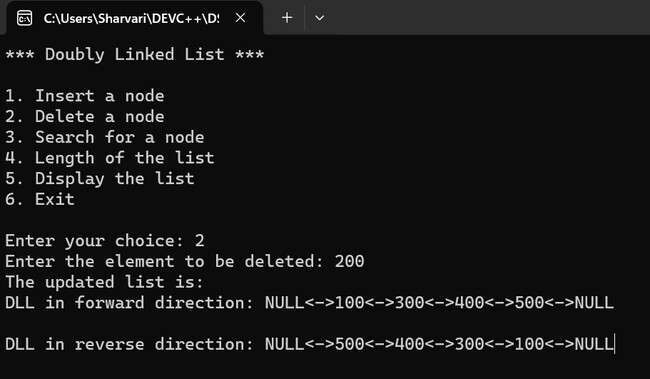 C:\Users\Sharvari\DEVC++\DS
*** Doubly Linked List ***
1. Insert a node
2. Delete a node
3. Search for a node
4. Length of the list
5. Display the list
6. Exit
Enter your choice: 2
Enter the element to be deleted: 200
The updated list is:
DLL in forward direction: NULL<->100<->300<->400<->500<->NULL
DLL in reverse direction: NULL<->500<->400<->300<->100<->NULL